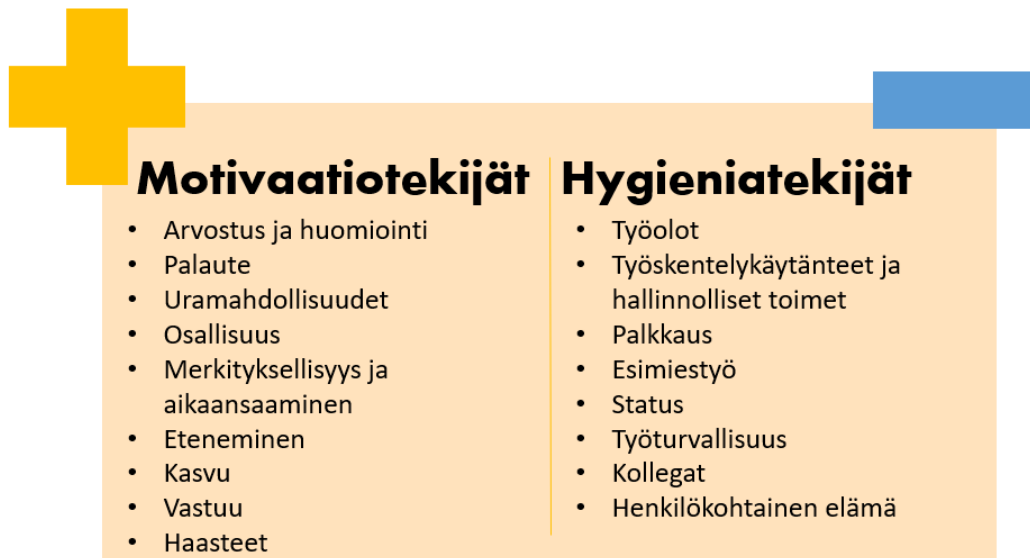 Motivaatiotekijät
• Arvostus ja huomiointi
• Palaute
• Uramahdollisuudet
• Osallisuus
• Merkityksellisyys ja
aikaansaaminen
• Eteneminen
• Kasvu
• Vastuu
• Haasteet
Hygieniatekijät
• Työolot
• Työskentelykäytänteet ja
hallinnolliset toimet
• Palkkaus
• Esimiestyö
• Status
• Työturvallisuus
• Kollegat
• Henkilökohtainen elämä